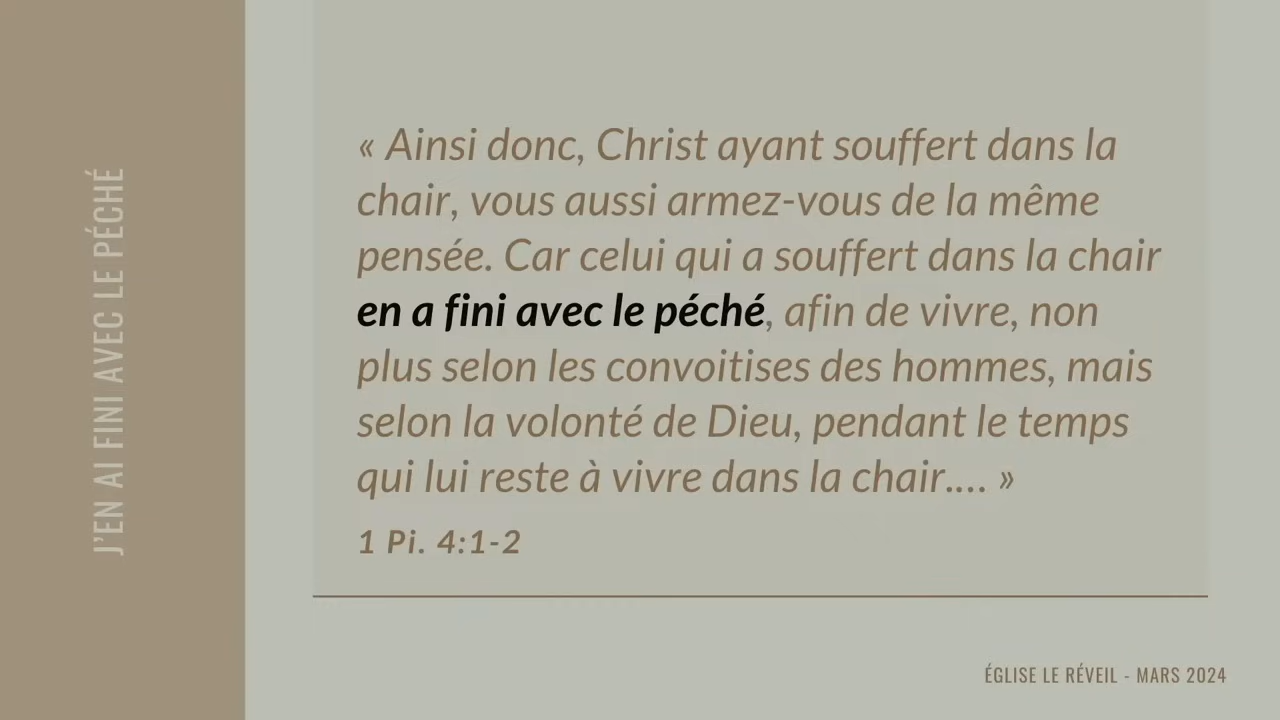 J'EN AI FINI AVEC LE PÉCHÉ
« Ainsi donc, Christ ayant souffert dans la
chair, vous aussi armez-vous de la même
pensée. Car celui qui a souffert dans la chair
en a fini avec le péché, afin de vivre, non
plus selon les convoitises des hommes, mais
selon la volonté de Dieu, pendant le temps
qui lui reste à vivre dans la chair.… »
1 Pi. 4:1-2
ÉGLISE LE RÉVEIL - MARS 2024